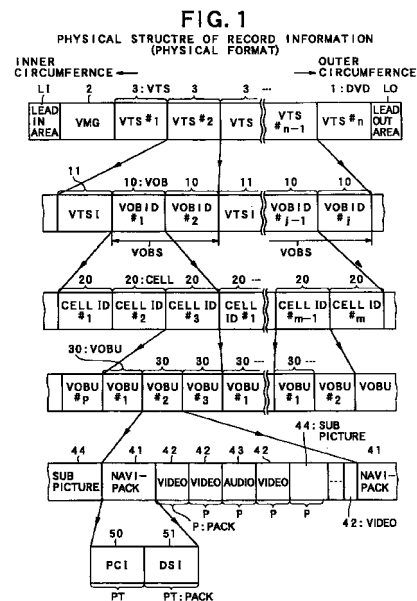 FIG. 1
PHYSICAL STRUCTRE OF RECORD INFORMATION
(PHYSICAL FORMAT)
INNER CIRCUMFERNCE
OUTER CIRCUMFERNCE
LI 2 3:VTS 3 3 ... 1:DVD LO
LEAD IN AREA VMG VTS #1 VTS #2 VTS VTS #n-1 VTS #n LEAD OUT AREA
11 10:VOB 10 11 10 10
VTSI VOBID #1 VOBID #2 VTSI VOBID #j-1 VOBID #j
VOBS VOBS
20 20:CELL 20 20 ... 20 20
CELL ID #1 CELL ID #2 CELL ID #3 CELL ID #1 CELL ID #m-1 CELL ID #m
30:VOBU 30 30 30 ... 30 ...
VOBU #P VOBU #1 VOBU #2 VOBU #3 VOBU #1 VOBU #1 VOBU #2 VOBU
44:SUB PICTURE
44 41 42 42 43 42 41
SUB PICTURE NAVI-PACK VIDEO VIDEO AUDIO VIDEO ... NAVI-PACK
P P P P
P:PACK
42:VIDEO
50 51
PCI DSI
PT PT:PACK